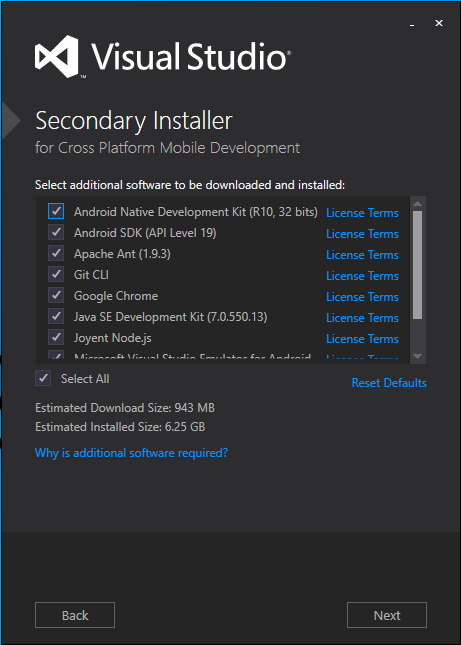 Visual Studio®
™
Secondary Installer
for Cross Platform Mobile Development
Select additional software to be downloaded and installed:
Android Native Development Kit (R10, 32 bits) License Terms
Android SDK (API Level 19) License Terms
Apache Ant (1.9.3) License Terms
Git CLI License Terms
Google Chrome License Terms
Java SE Development Kit (7.0.550.13) License Terms
Joyent Node.js License Terms
Microsoft Visual Studio Emulator for Android License Terms
Select All
Reset Defaults
Estimated Download Size: 943 MB
Estimated Installed Size: 6.25 GB
Why is additional software required?
Back
Next